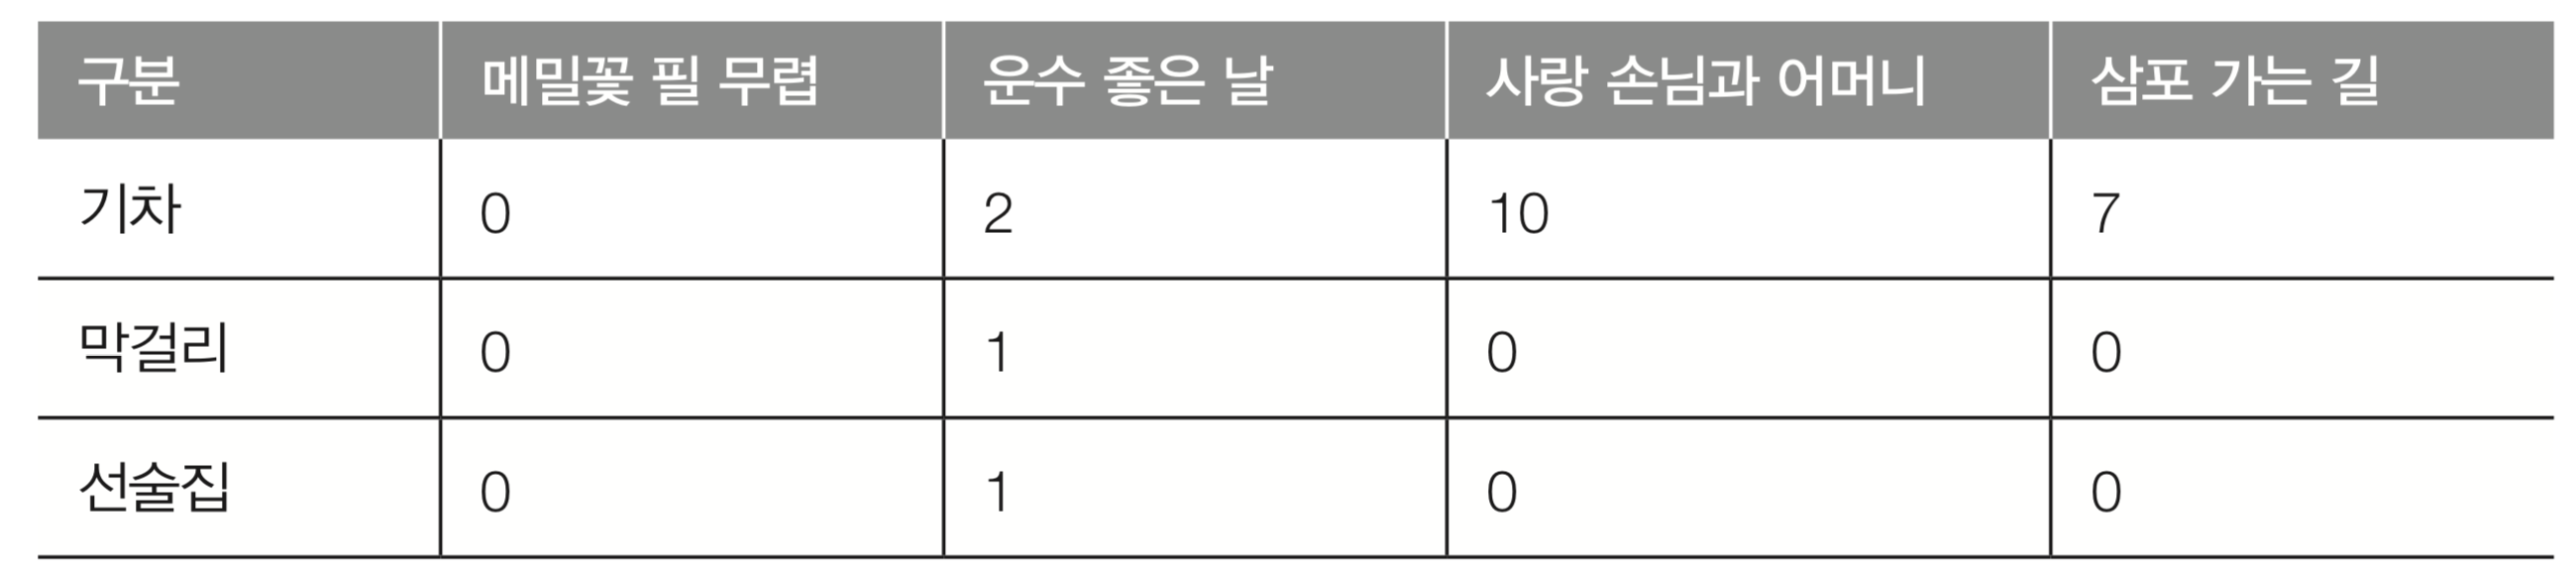 구분 메밀꽃 필 무렵 운수 좋은 날 사랑 손님과 어머니 삼포 가는 길
기차 0 2 10 7
막걸리 0 1 0 0
선술집 0 1 0 0